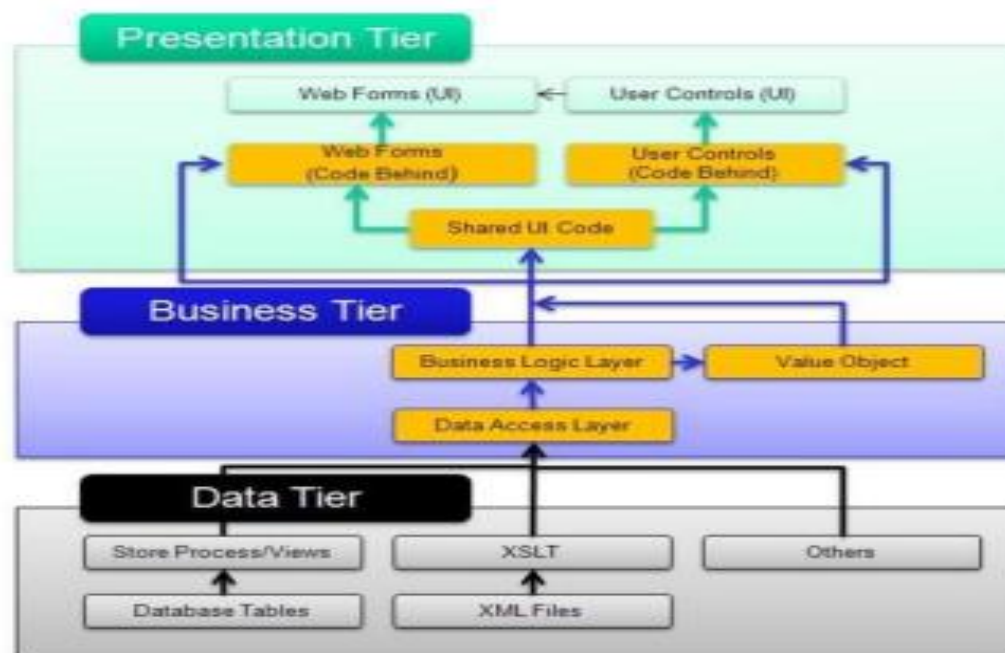 Presentation Tier
Web Forms (UI)
User Controls (UI)
Web Forms
(Code Behind)
User Controls
(Code Behind)
Shared UI Code
Business Tier
Business Logic Layer
Value Object
Data Access Layer
Data Tier
Store Process/Views
XSLT
Others
Database Tables
XML Files